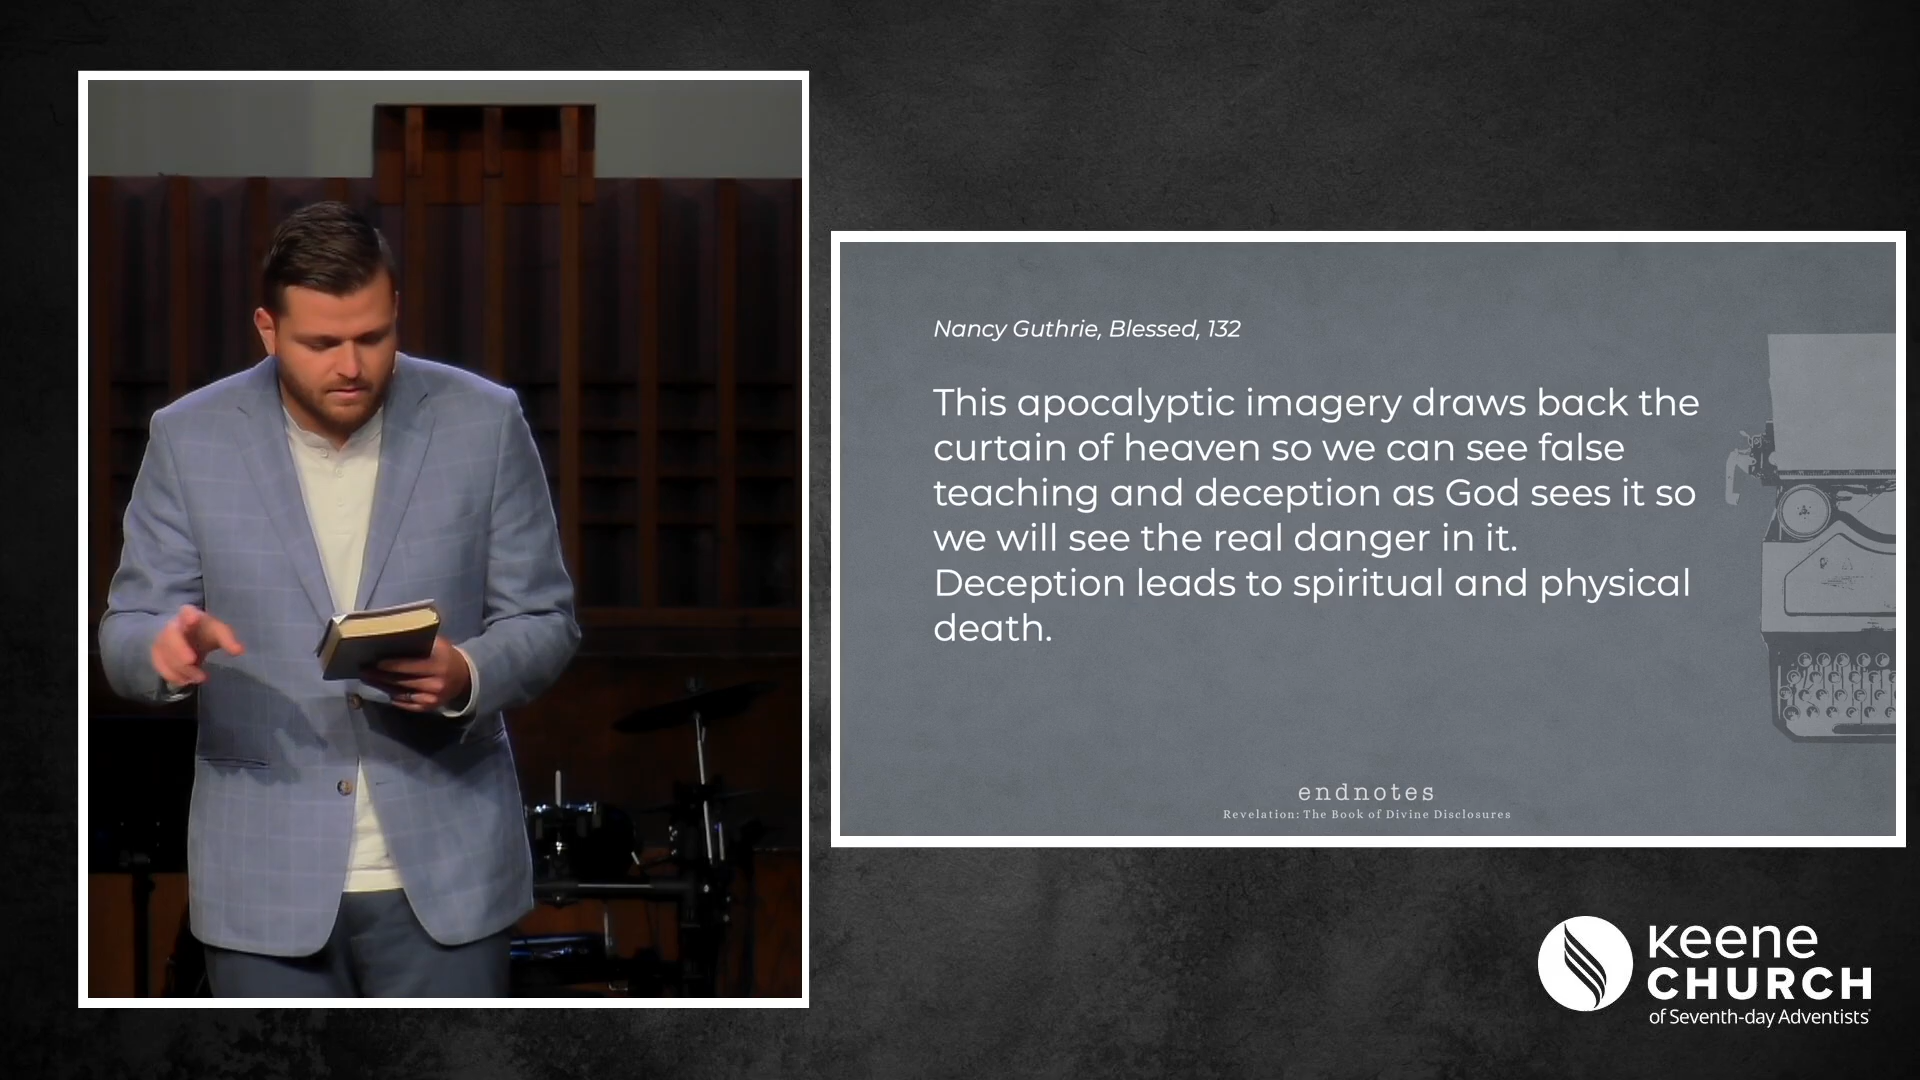 Nancy Guthrie, Blessed, 132
This apocalyptic imagery draws back the
curtain of heaven so we can see false
teaching and deception as God sees it so
we will see the real danger in it.
Deception leads to spiritual and physical
death.
endnotes
Revelation: The Book of Divine Disclosures
Keene
CHURCH
of Seventh-day Adventists